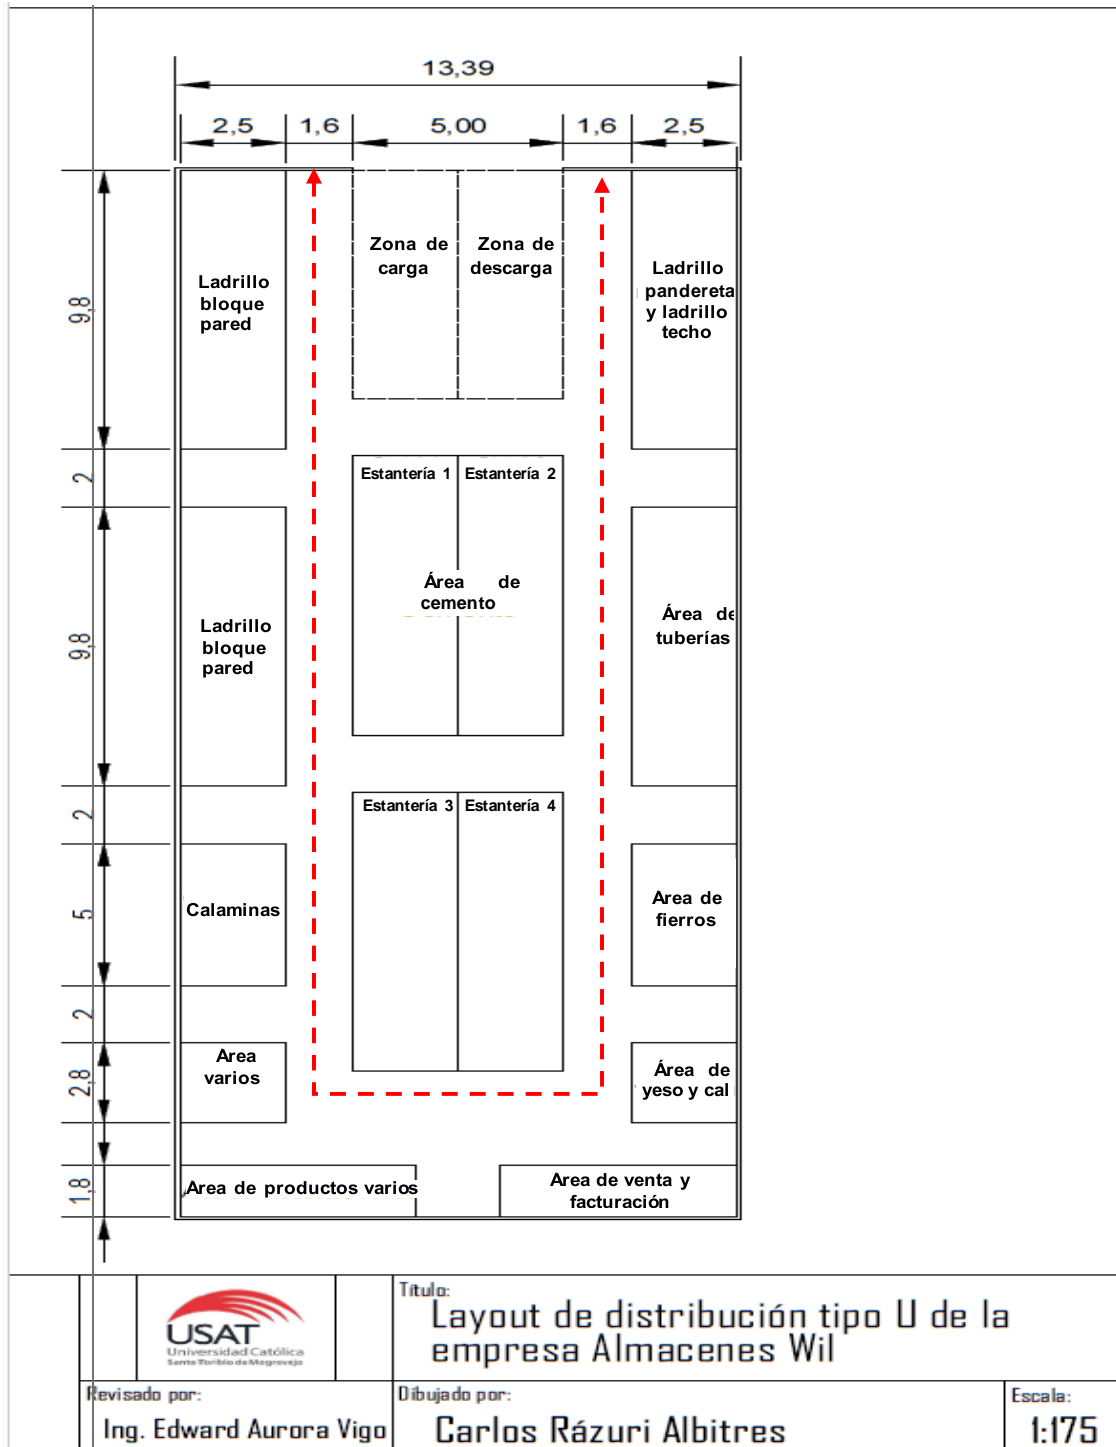 13,39
2,5 1,6 5,00 1,6 2,5
9,8
2
9,8
2
5
2
2,8
1,8
Ladrillo
bloque
pared
Zona de
carga
Zona de
descarga
Ladrillo
pandereta
y ladrillo
techo
Estantería 1
Estantería 2
Área de
cemento
Ladrillo
bloque
pared
Área de
tuberías
Estantería 3
Estantería 4
Calaminas
Area de
fierros
Area
varios
Área de
yeso y cal
Area de productos varios
Area de venta y
facturación
USAT
Universidad Católica
Santo Toribio de Mogrovejo
Título:
Layout de distribución tipo U de la
empresa Almacenes Wil
Revisado por:
Ing. Edward Aurora Vigo
Dibujado por:
Carlos Rázuri Albitres
Escala:
1:175